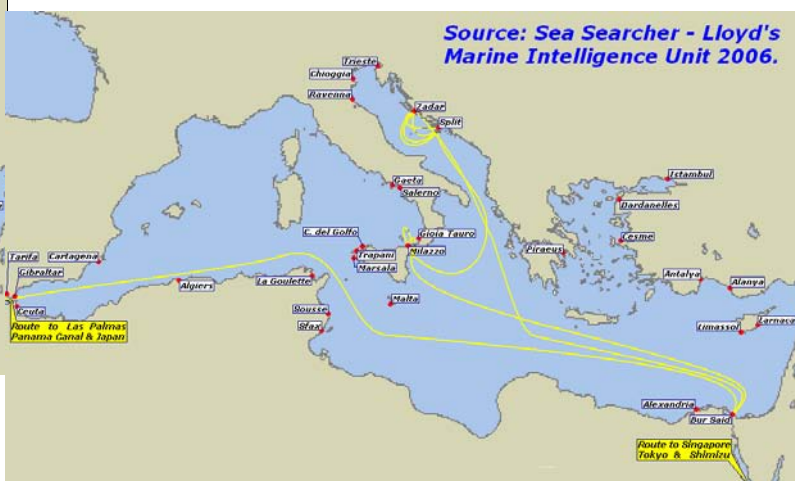 Source: Sea Searcher - Lloyd's
Marine Intelligence Unit 2006.
Trieste
Chioggia
Ravenna
Zadar
Split
Gaeta
Salerno
Istambul
Dardanelles
C. del Golfo
Gioia Tauro
Cesme
Piraeus
Milazzo
Trapani
Marsala
Tarifa
Cartagena
Gibraltar
Antalya
Alanya
Algiers
La Goulette
Malta
Ceuta
Sousse
Sfax
Larnaca
Limassol
Route to Las Palmas
Panama Canal & Japan
Alexandria
Bur Said
Route to Singapore
Tokyo & Shimizu